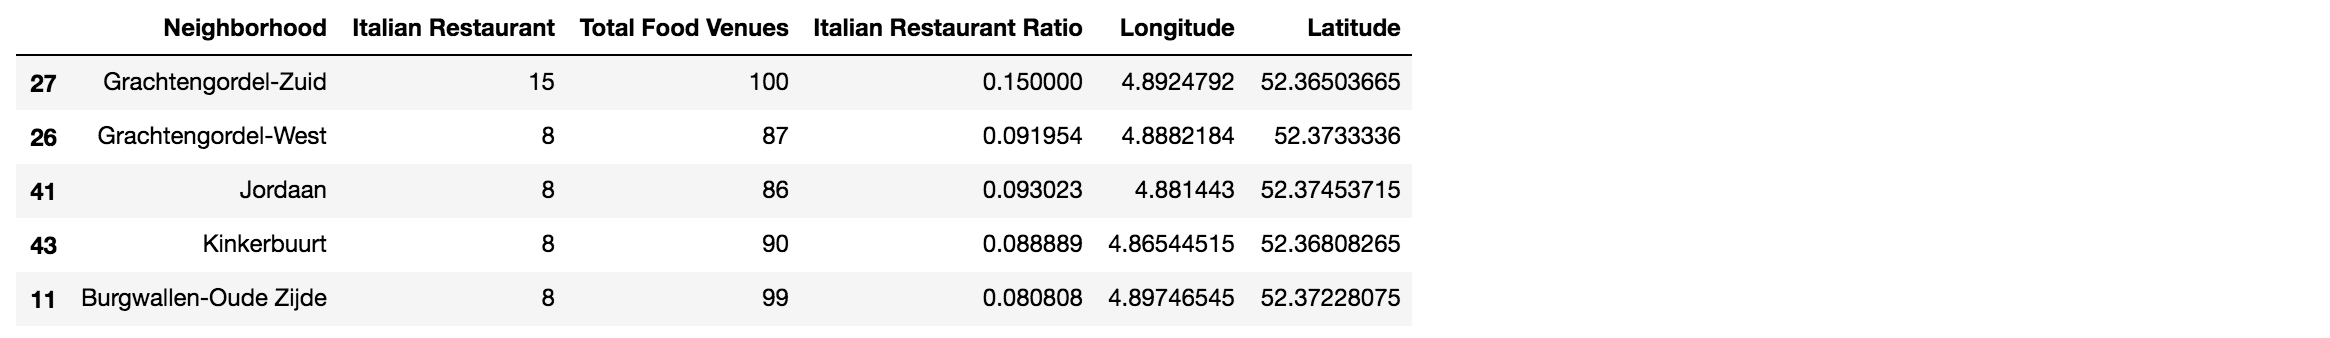 Neighborhood Italian Restaurant Total Food Venues Italian Restaurant Ratio Longitude Latitude
27 Grachtengordel-Zuid 15 100 0.150000 4.8924792 52.36503665
26 Grachtengordel-West 8 87 0.091954 4.8882184 52.3733336
41 Jordaan 8 86 0.093023 4.881443 52.37453715
43 Kinkerbuurt 8 90 0.088889 4.86544515 52.36808265
11 Burgwallen-Oude Zijde 8 99 0.080808 4.89746545 52.37228075